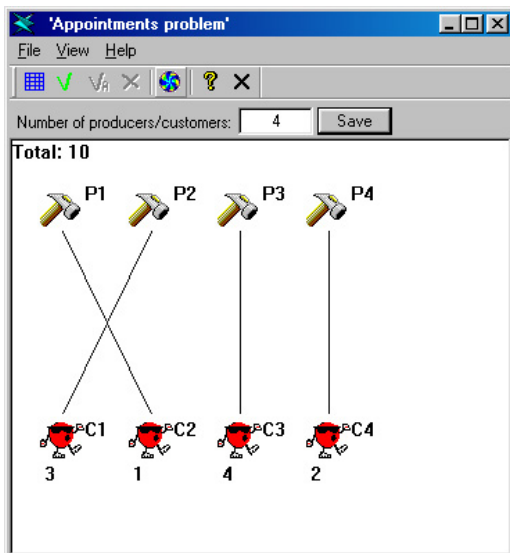 'Appointments problem'
File View Help
Number of producers/customers: 4 Save
Total: 10
P1 P2 P3 P4
C1 C2 C3 C4
3 1 4 2